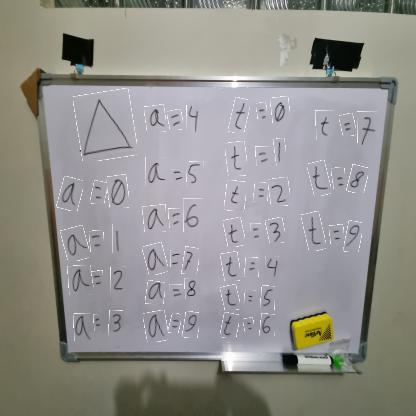 a = 0
a = 1
a = 2
a = 3
a = 4
a = 5
a = 6
a = 7
a = 8
a = 9
t = 0
t = 1
t = 2
t = 3
t = 4
t = 5
t = 6
t = 7
t = 8
t = 9